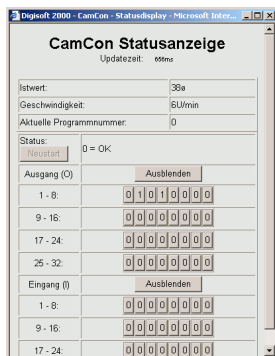 Digisoft 2000 - CamCon - Statusdisplay - Microsoft Inter...
CamCon Statusanzeige
Updatezeit: 656ms
Istwert: 38ø
Geschwindigkeit: 6U/min
Aktuelle Programmnummer: 0
Status:
Neustart 0 = OK
Ausgang (O) Ausblenden
1 - 8: 0 1 0 1 0 0 0 0
9 - 16: 0 0 0 0 0 0 0 0
17 - 24: 0 0 0 0 0 0 0 0
25 - 32: 0 0 0 0 0 0 0 0
Eingang (I) Ausblenden
1 - 8: 0 0 0 0 0 0 0 0
9 - 16: 0 0 0 0 0 0 0 0
17 - 24: 0 0 0 0 0 0 0 0